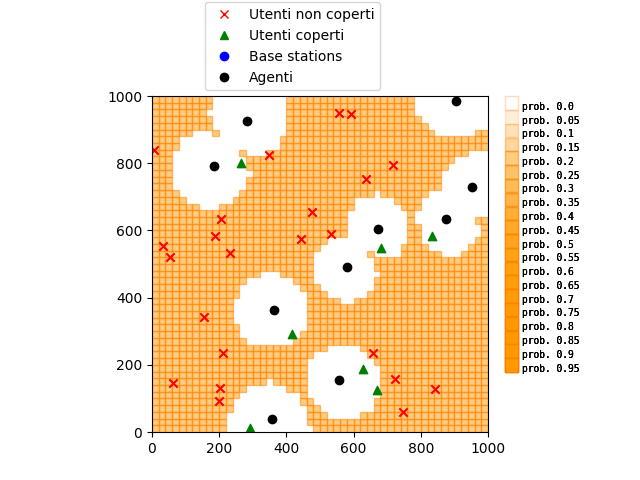 Utenti non coperti
Utenti coperti
Base stations
Agenti
1000
800
600
400
200
0
0 200 400 600 800 1000
prob. 0.0
prob. 0.05
prob. 0.1
prob. 0.15
prob. 0.2
prob. 0.25
prob. 0.3
prob. 0.35
prob. 0.4
prob. 0.45
prob. 0.5
prob. 0.55
prob. 0.6
prob. 0.65
prob. 0.7
prob. 0.75
prob. 0.8
prob. 0.85
prob. 0.9
prob. 0.95